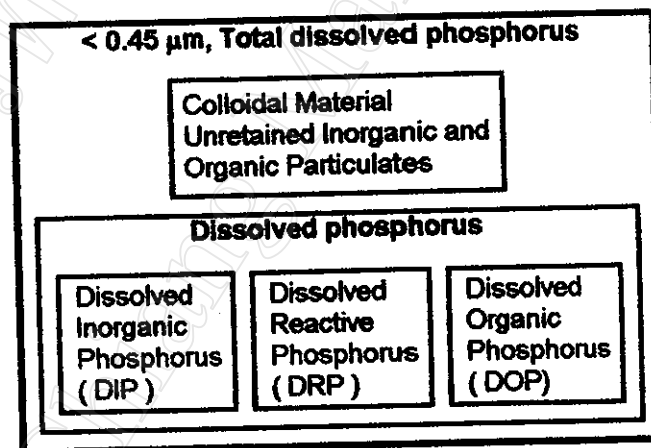 < 0.45 µm, Total dissolved phosphorus
Colloidal Material
Unretained Inorganic and
Organic Particulates
Dissolved phosphorus
Dissolved
Inorganic
Phosphorus
( DIP )
Dissolved
Reactive
Phosphorus
( DRP )
Dissolved
Organic
Phosphorus
( DOP)